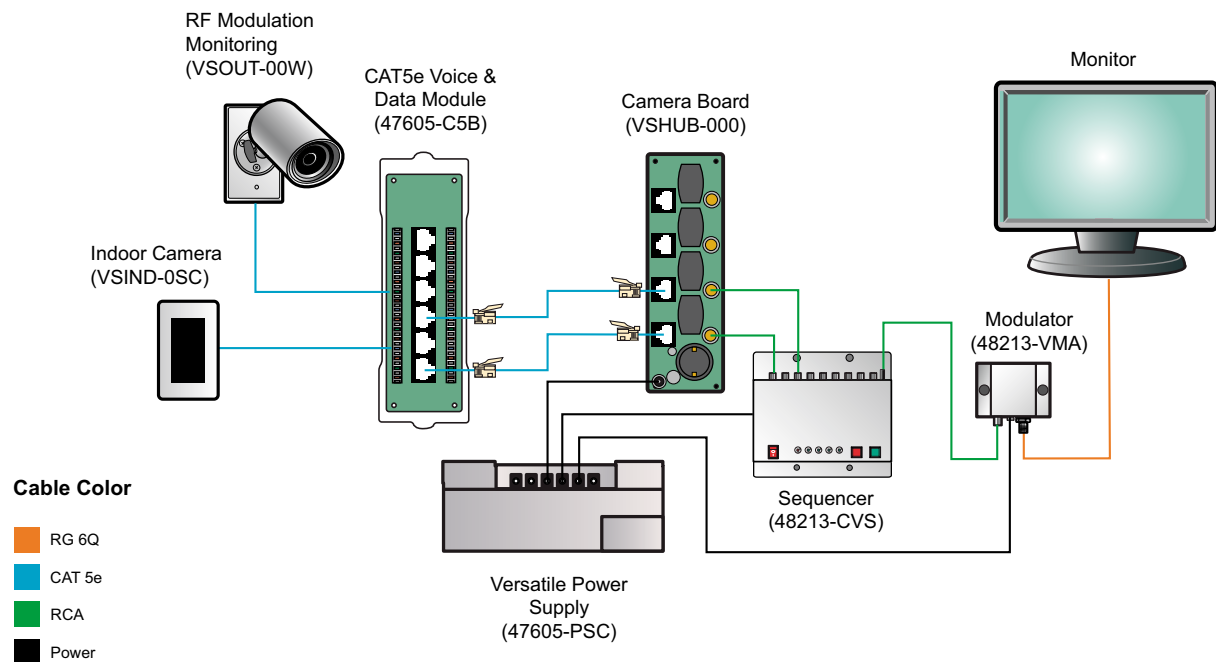 RF Modulation
Monitoring
(VSOUT-00W)
CAT5e Voice &
Data Module
(47605-C5B)
Camera Board
(VSHUB-000)
Monitor
Indoor Camera
(VSIND-0SC)
Modulator
(48213-VMA)
Sequencer
(48213-CVS)
Versatile Power
Supply
(47605-PSC)
Cable Color
RG 6Q
CAT 5e
RCA
Power